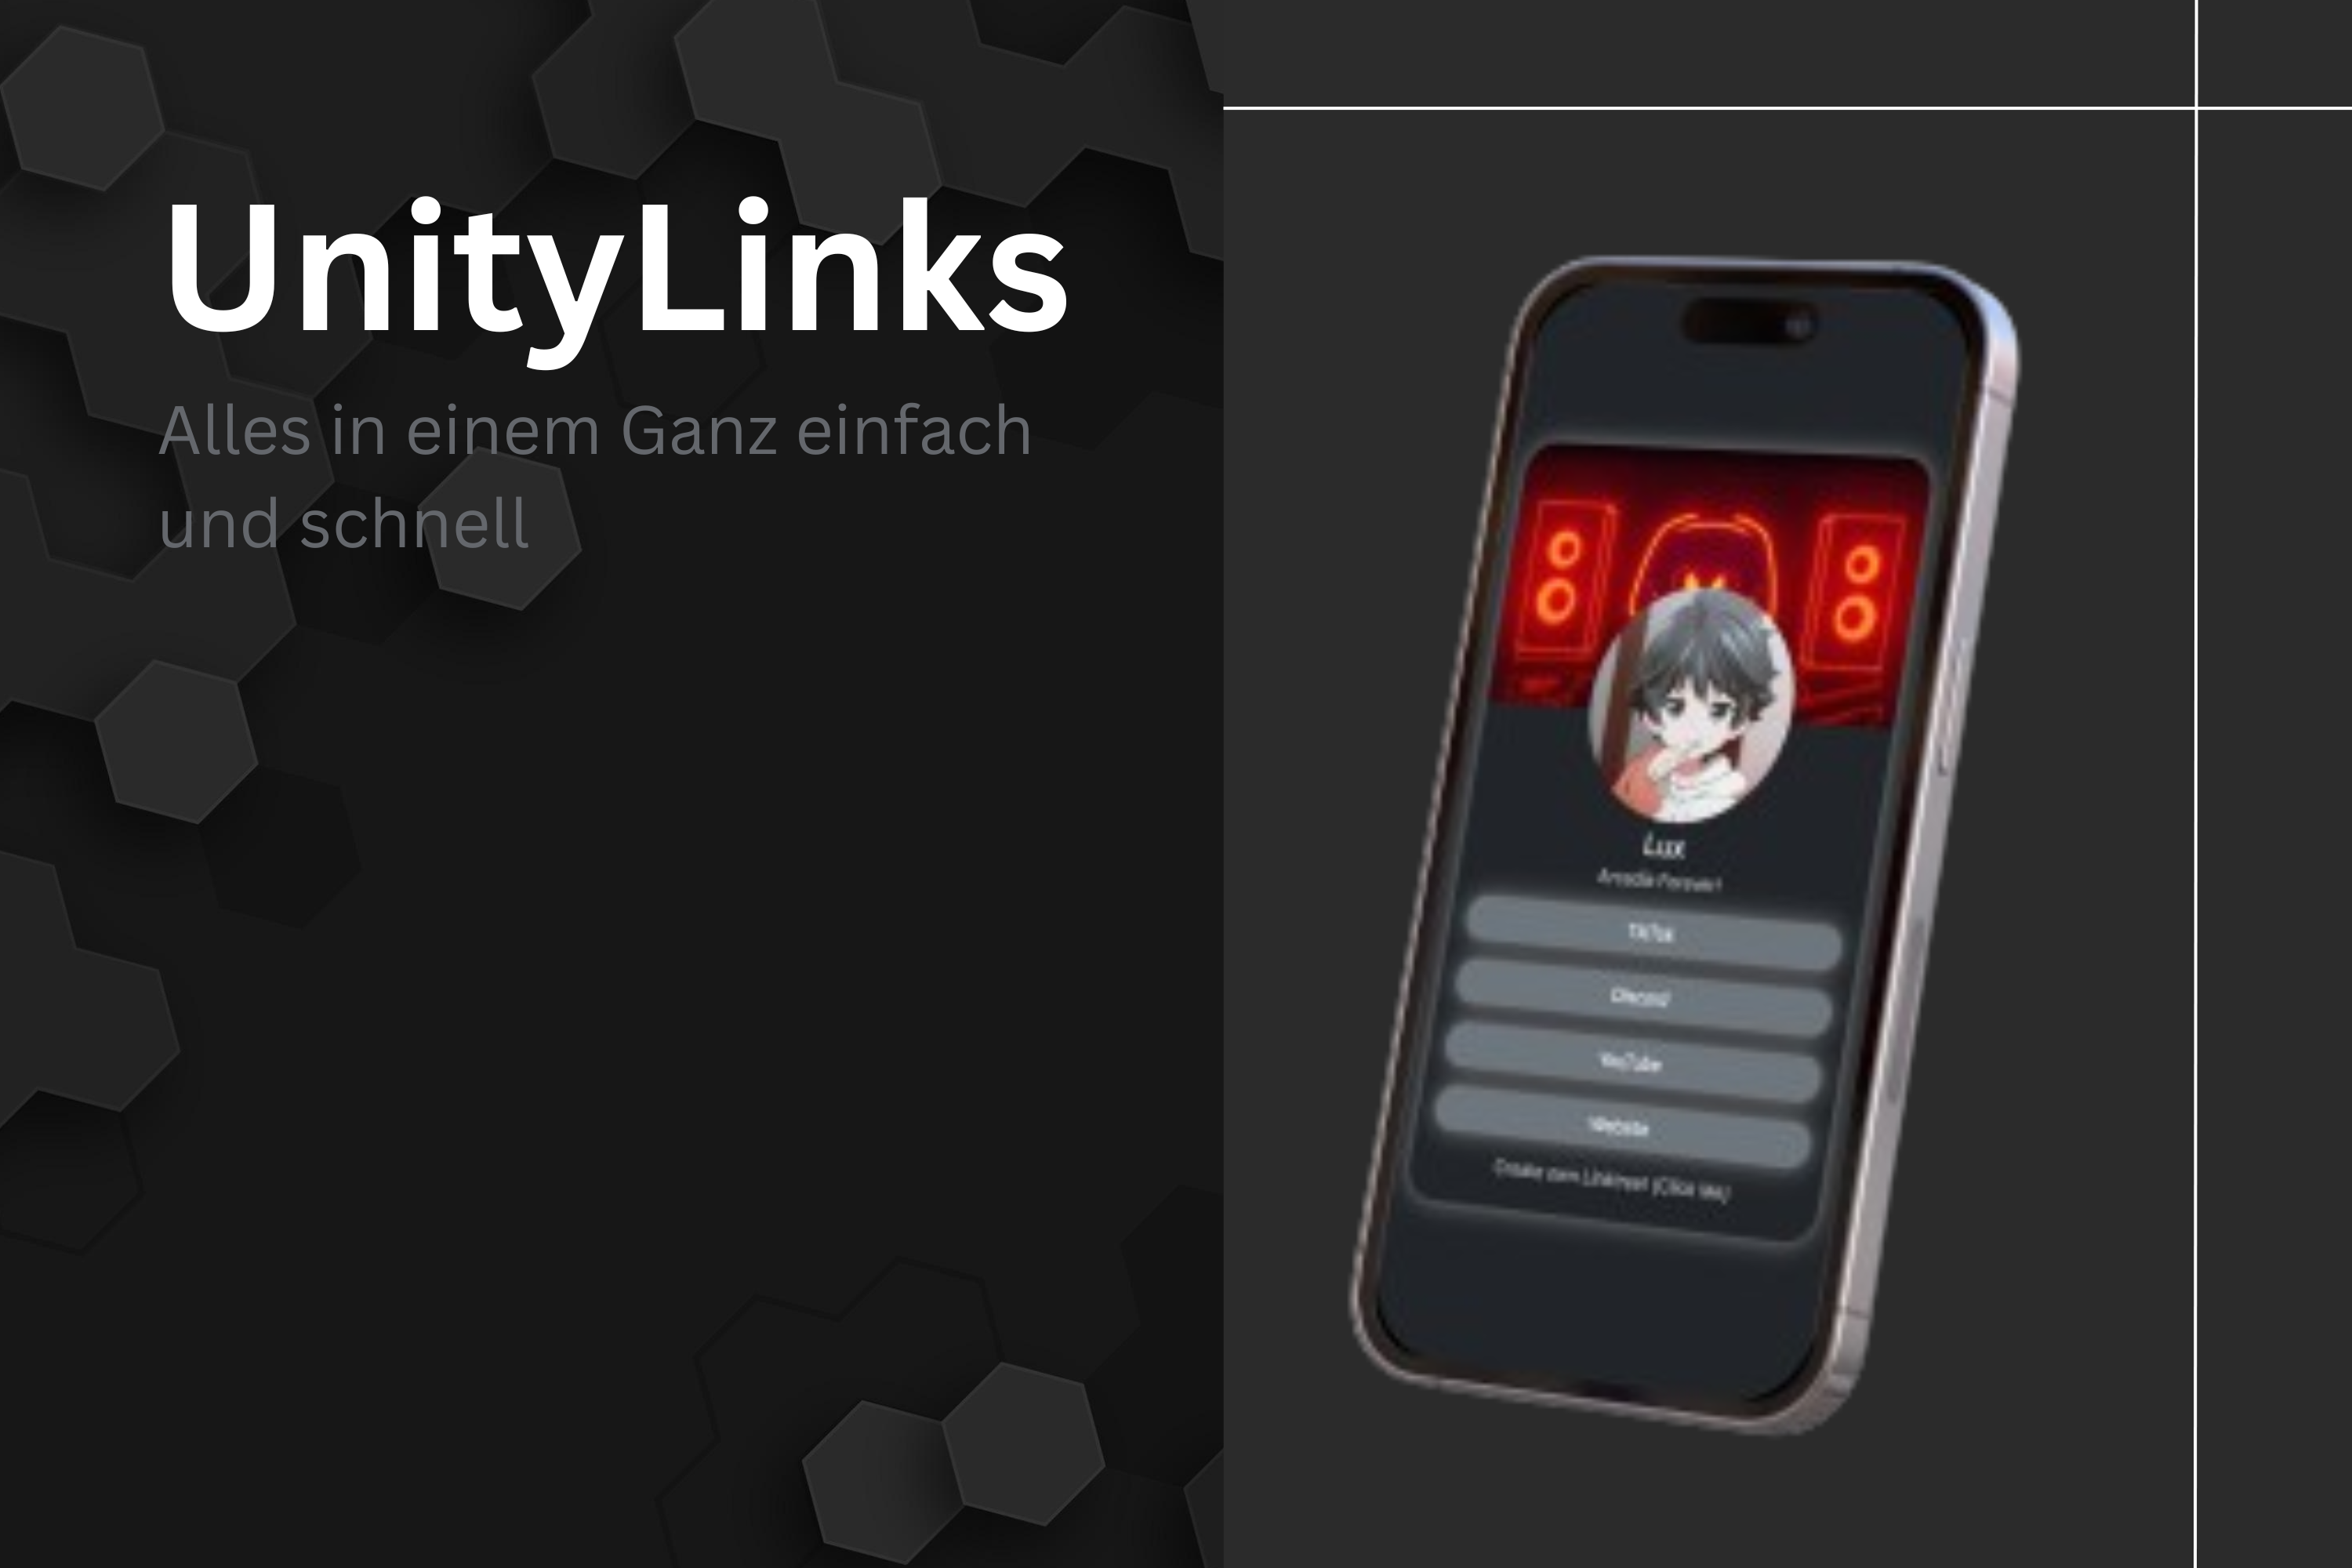 UnityLinks
Alles in einem Ganz einfach
und schnell
Lux
TikTok
Discord
YouTube
Website